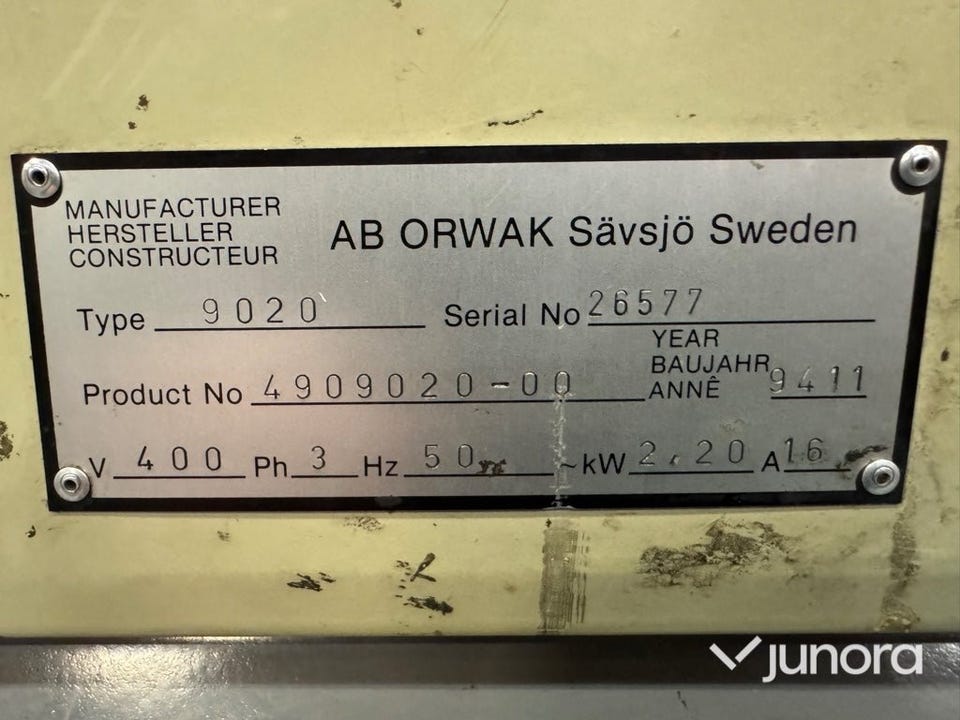 MANUFACTURER
HERSTELLER
CONSTRUCTEUR
AB ORWAK Sävsjö Sweden
Type 9020 Serial No 26577
YEAR
BAUJAHR
Product No 4909020-00 ANNÊ 9411
V 400 Ph 3 Hz 50 ~kW 2,20 A 16
junora